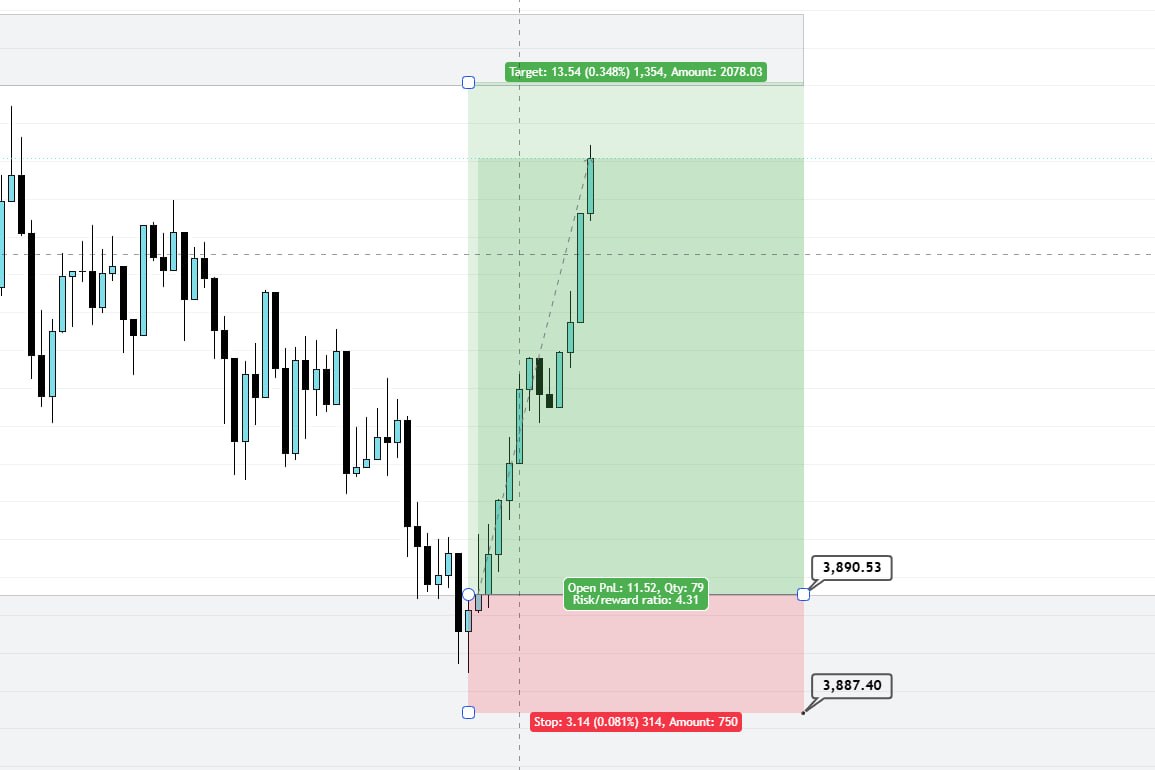 Target: 13.54 (0.348%) 1,354, Amount: 2078.03
3,890.53
Open PnL: 11.52, Qty: 79
Risk/reward ratio: 4.31
3,887.40
Stop: 3.14 (0.081%) 314, Amount: 750